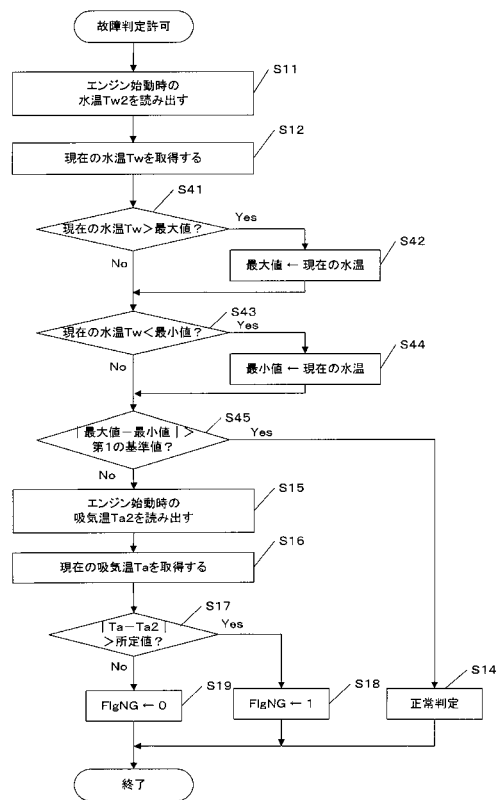 故障判定許可
S11
エンジン始動時の
水温Tw2を読み出す
S12
現在の水温Twを取得する
S41
現在の水温Tw＞最大値？
Yes
No
S42
最大値 ← 現在の水温
S43
現在の水温Tw＜最小値？
Yes
No
S44
最小値 ← 現在の水温
S45
｜最大値－最小値｜＞
第1の基準値？
Yes
No
S15
エンジン始動時の
吸気温Ta2を読み出す
S16
現在の吸気温Taを取得する
S17
｜Ta－Ta2｜
＞所定値？
Yes
No
S19
FlgNG ← 0
S18
FlgNG ← 1
S14
正常判定
終了